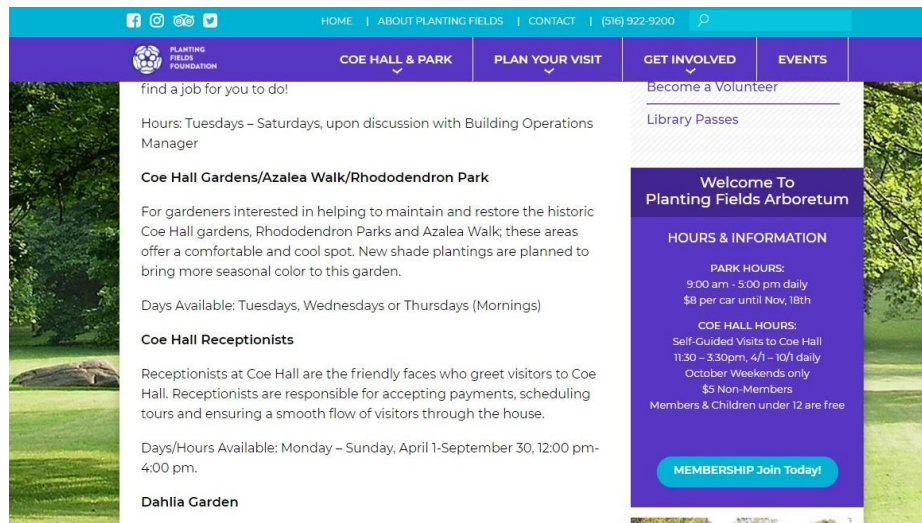 HOME | ABOUT PLANTING FIELDS | CONTACT | (516) 922-9200
PLANTING
FIELDS
FOUNDATION
COE HALL & PARK
PLAN YOUR VISIT
GET INVOLVED
EVENTS
find a job for you to do!
Hours: Tuesdays – Saturdays, upon discussion with Building Operations
Manager
Coe Hall Gardens/Azalea Walk/Rhododendron Park
For gardeners interested in helping to maintain and restore the historic
Coe Hall gardens, Rhododendron Parks and Azalea Walk; these areas
offer a comfortable and cool spot. New shade plantings are planned to
bring more seasonal color to this garden.
Days Available: Tuesdays, Wednesdays or Thursdays (Mornings)
Coe Hall Receptionists
Receptionists at Coe Hall are the friendly faces who greet visitors to Coe
Hall. Receptionists are responsible for accepting payments, scheduling
tours and ensuring a smooth flow of visitors through the house.
Days/Hours Available: Monday – Sunday, April 1-September 30, 12:00 pm-
4:00 pm.
Dahlia Garden
Become a Volunteer
Library Passes
Welcome To
Planting Fields Arboretum
HOURS & INFORMATION
PARK HOURS:
9:00 am - 5:00 pm daily
$8 per car until Nov, 18th
COE HALL HOURS:
Self-Guided Visits to Coe Hall
11:30 – 3:30pm, 4/1 – 10/1 daily
October Weekends only
$5 Non-Members
Members & Children under 12 are free
MEMBERSHIP Join Today!